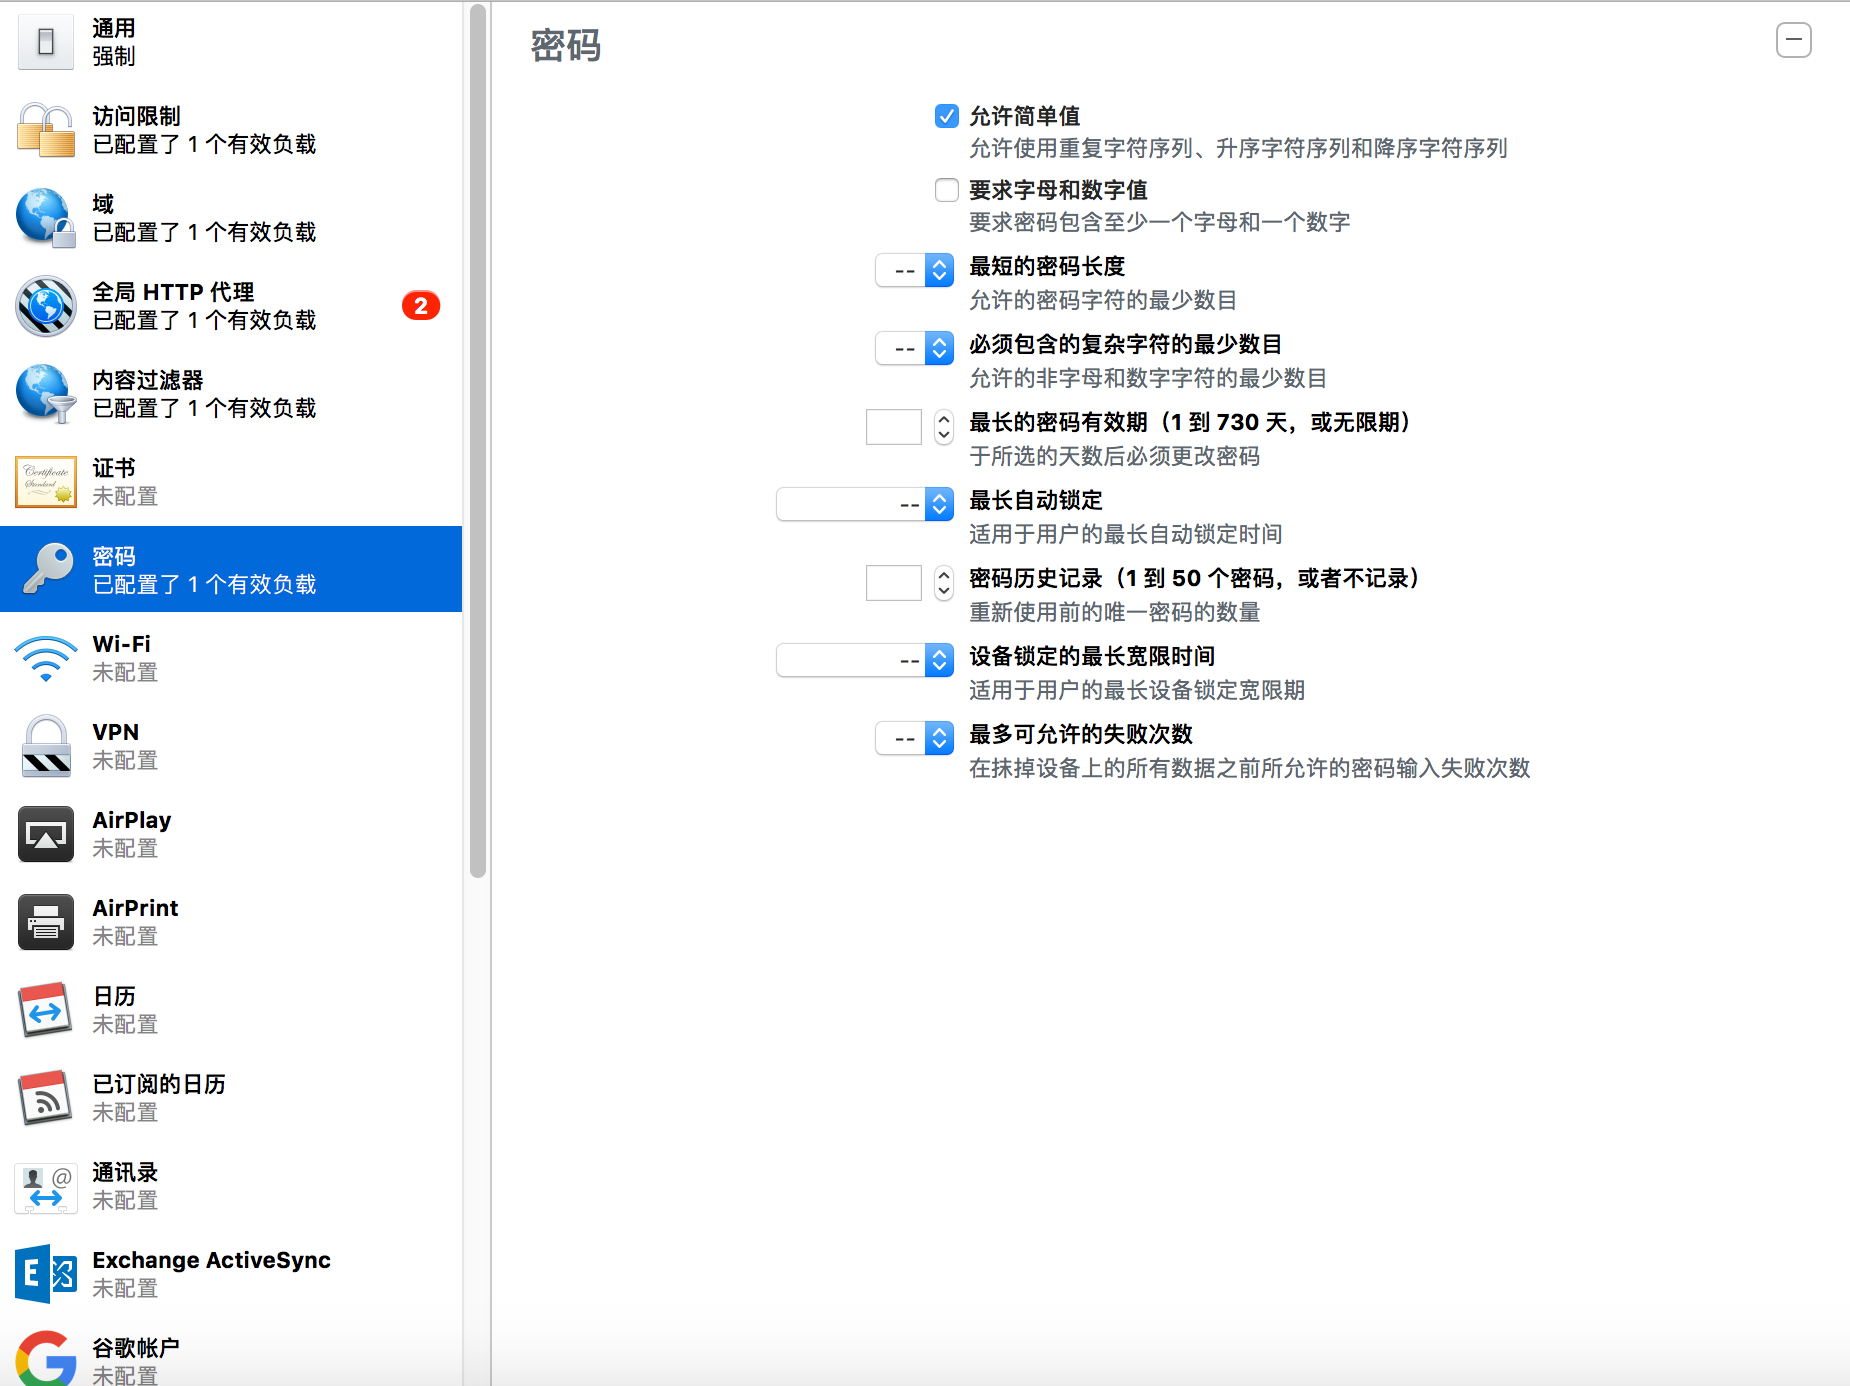 通用
强制
访问限制
已配置了 1 个有效负载
域
已配置了 1 个有效负载
全局 HTTP 代理
已配置了 1 个有效负载
2
内容过滤器
已配置了 1 个有效负载
证书
未配置
密码
已配置了 1 个有效负载
Wi-Fi
未配置
VPN
未配置
AirPlay
未配置
AirPrint
未配置
日历
未配置
已订阅的日历
未配置
通讯录
未配置
Exchange ActiveSync
未配置
谷歌帐户
未配置
密码
允许简单值
允许使用重复字符序列、升序字符序列和降序字符序列
要求字母和数字值
要求密码包含至少一个字母和一个数字
-- 最短的密码长度
允许的密码字符的最少数目
-- 必须包含的复杂字符的最少数目
允许的非字母和数字字符的最少数目
最长的密码有效期（1 到 730 天，或无限期）
于所选的天数后必须更改密码
-- 最长自动锁定
适用于用户的最长自动锁定时间
密码历史记录（1 到 50 个密码，或者不记录）
重新使用前的唯一密码的数量
-- 设备锁定的最长宽限时间
适用于用户的最长设备锁定宽限期
-- 最多可允许的失败次数
在抹掉设备上的所有数据之前所允许的密码输入失败次数